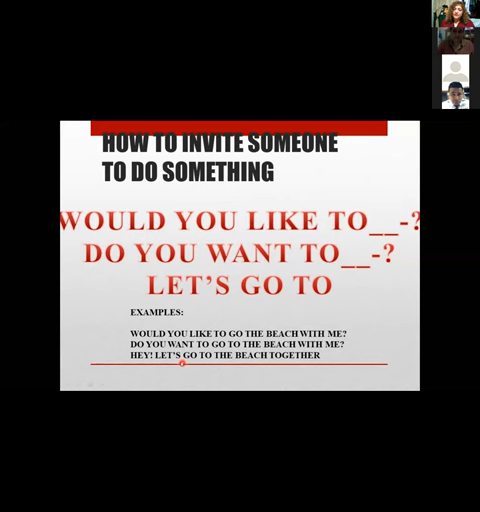 HOW TO INVITE SOMEONE
TO DO SOMETHING
WOULD YOU LIKE TO__-?
DO YOU WANT TO__-?
LET'S GO TO
EXAMPLES:
WOULD YOU LIKE TO GO THE BEACH WITH ME?
DO YOU WANT TO GO TO THE BEACH WITH ME?
HEY! LET'S GO TO THE BEACH TOGETHER